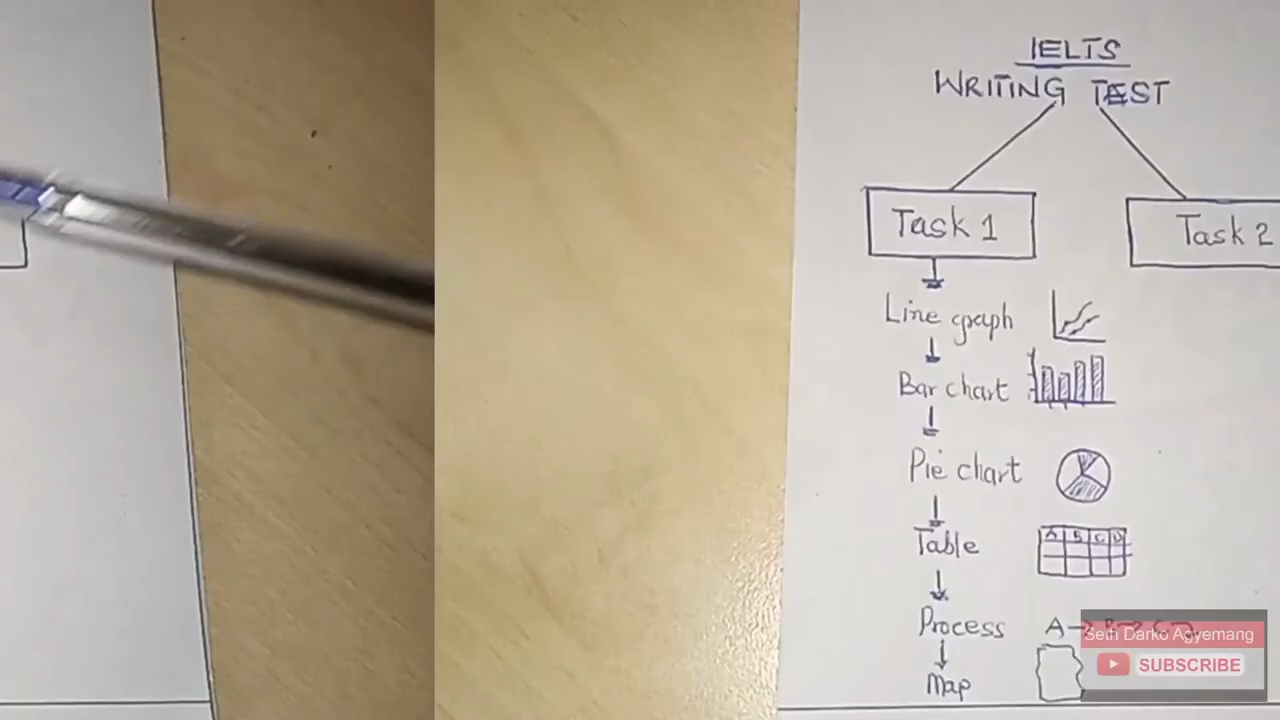 IELTS
WRITING TEST
Task 1
Task 2
Line graph
Bar chart
Pie chart
Table
A B C D
Process
A → B → C
Map
Seth Darko Agyemang
SUBSCRIBE